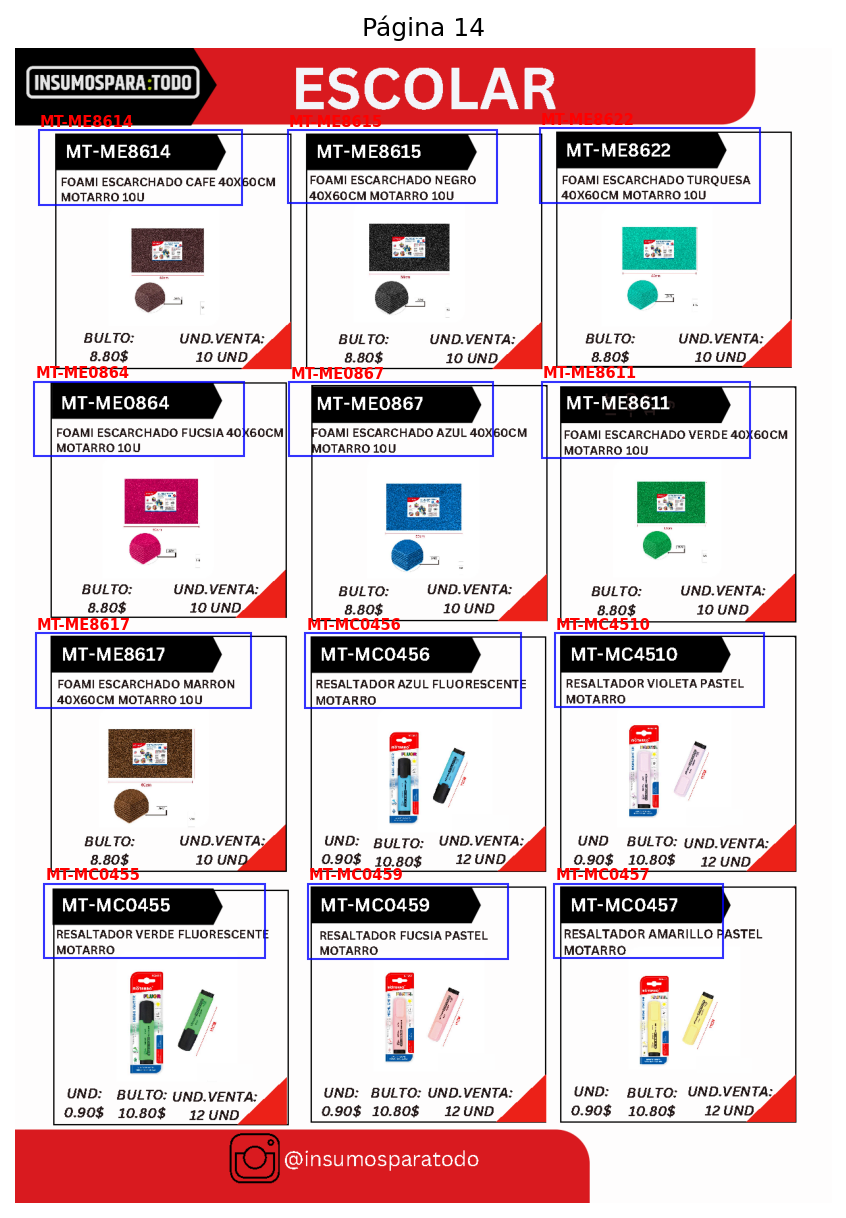 Página 14
INSUMOSPARA:TODO
ESCOLAR
MT-ME8614
MT-ME8615
MT-ME8622
MT-ME8614
MT-ME8615
MT-ME8622
FOAMI ESCARCHADO CAFE 40X60CM
MOTARRO 10U
FOAMI ESCARCHADO NEGRO
40X60CM MOTARRO 10U
FOAMI ESCARCHADO TURQUESA
40X60CM MOTARRO 10U
BULTO:
8.80$
UND.VENTA:
10 UND
BULTO:
8.80$
UND.VENTA:
10 UND
BULTO:
8.80$
UND.VENTA:
10 UND
MT-ME0864
MT-ME0867
MT-ME8611
MT-ME0864
MT-ME0867
MT-ME8611
FOAMI ESCARCHADO FUCSIA 40X60CM
MOTARRO 10U
FOAMI ESCARCHADO AZUL 40X60CM
MOTARRO 10U
FOAMI ESCARCHADO VERDE 40X60CM
MOTARRO 10U
BULTO:
8.80$
UND.VENTA:
10 UND
BULTO:
8.80$
UND.VENTA:
10 UND
BULTO:
8.80$
UND.VENTA:
10 UND
MT-ME8617
MT-MC0456
MT-MC4510
MT-ME8617
MT-MC0456
MT-MC4510
FOAMI ESCARCHADO MARRON
40X60CM MOTARRO 10U
RESALTADOR AZUL FLUORESCENTE
MOTARRO
RESALTADOR VIOLETA PASTEL
MOTARRO
BULTO:
8.80$
UND.VENTA:
10 UND
UND:
0.90$
BULTO:
10.80$
UND.VENTA:
12 UND
UND
0.90$
BULTO:
10.80$
UND.VENTA:
12 UND
MT-MC0455
MT-MC0459
MT-MC0457
MT-MC0455
MT-MC0459
MT-MC0457
RESALTADOR VERDE FLUORESCENTE
MOTARRO
RESALTADOR FUCSIA PASTEL
MOTARRO
RESALTADOR AMARILLO PASTEL
MOTARRO
UND:
0.90$
BULTO:
10.80$
UND.VENTA:
12 UND
UND:
0.90$
BULTO:
10.80$
UND.VENTA:
12 UND
UND:
0.90$
BULTO:
10.80$
UND.VENTA:
12 UND
@insumosparatodo